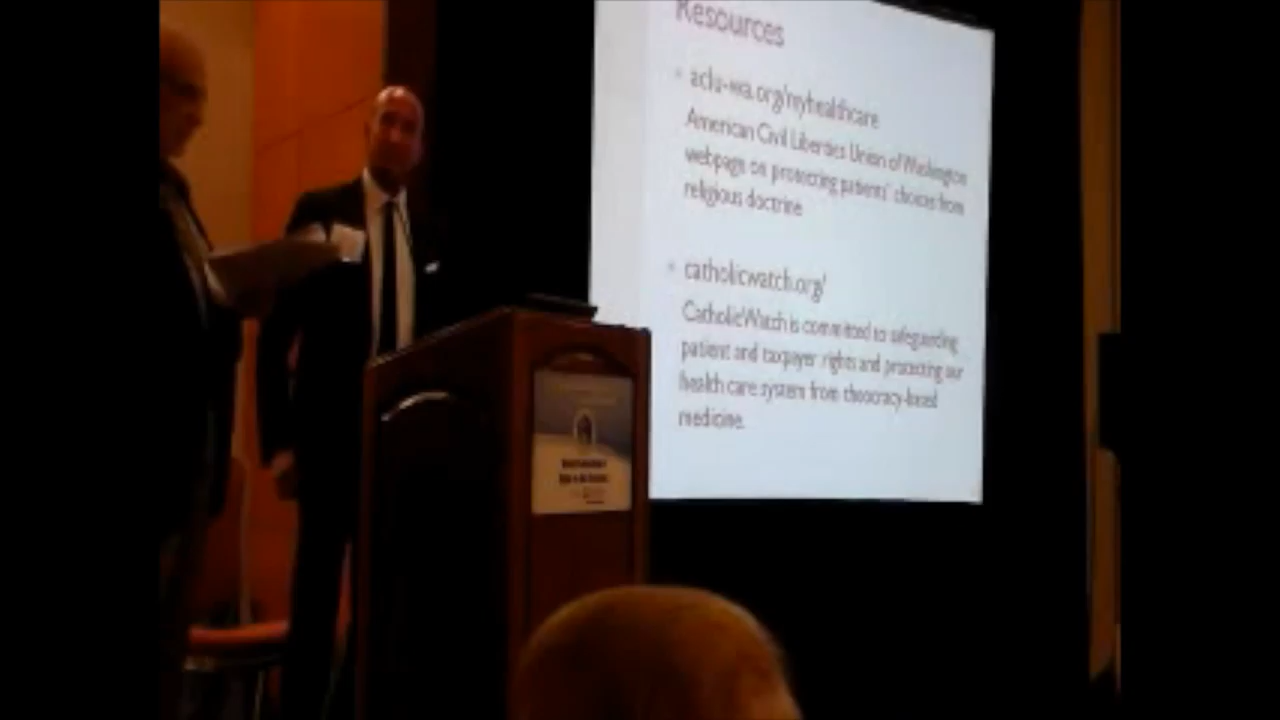 Resources
aclu-wa.org/myhealthcare
American Civil Liberties Union of Washington
webpage on protecting patients' choices from
religious doctrine
catholicwatch.org/
CatholicWatch is committed to safeguarding
patient and taxpayer rights and protecting our
health care system from theocracy-based
medicine.